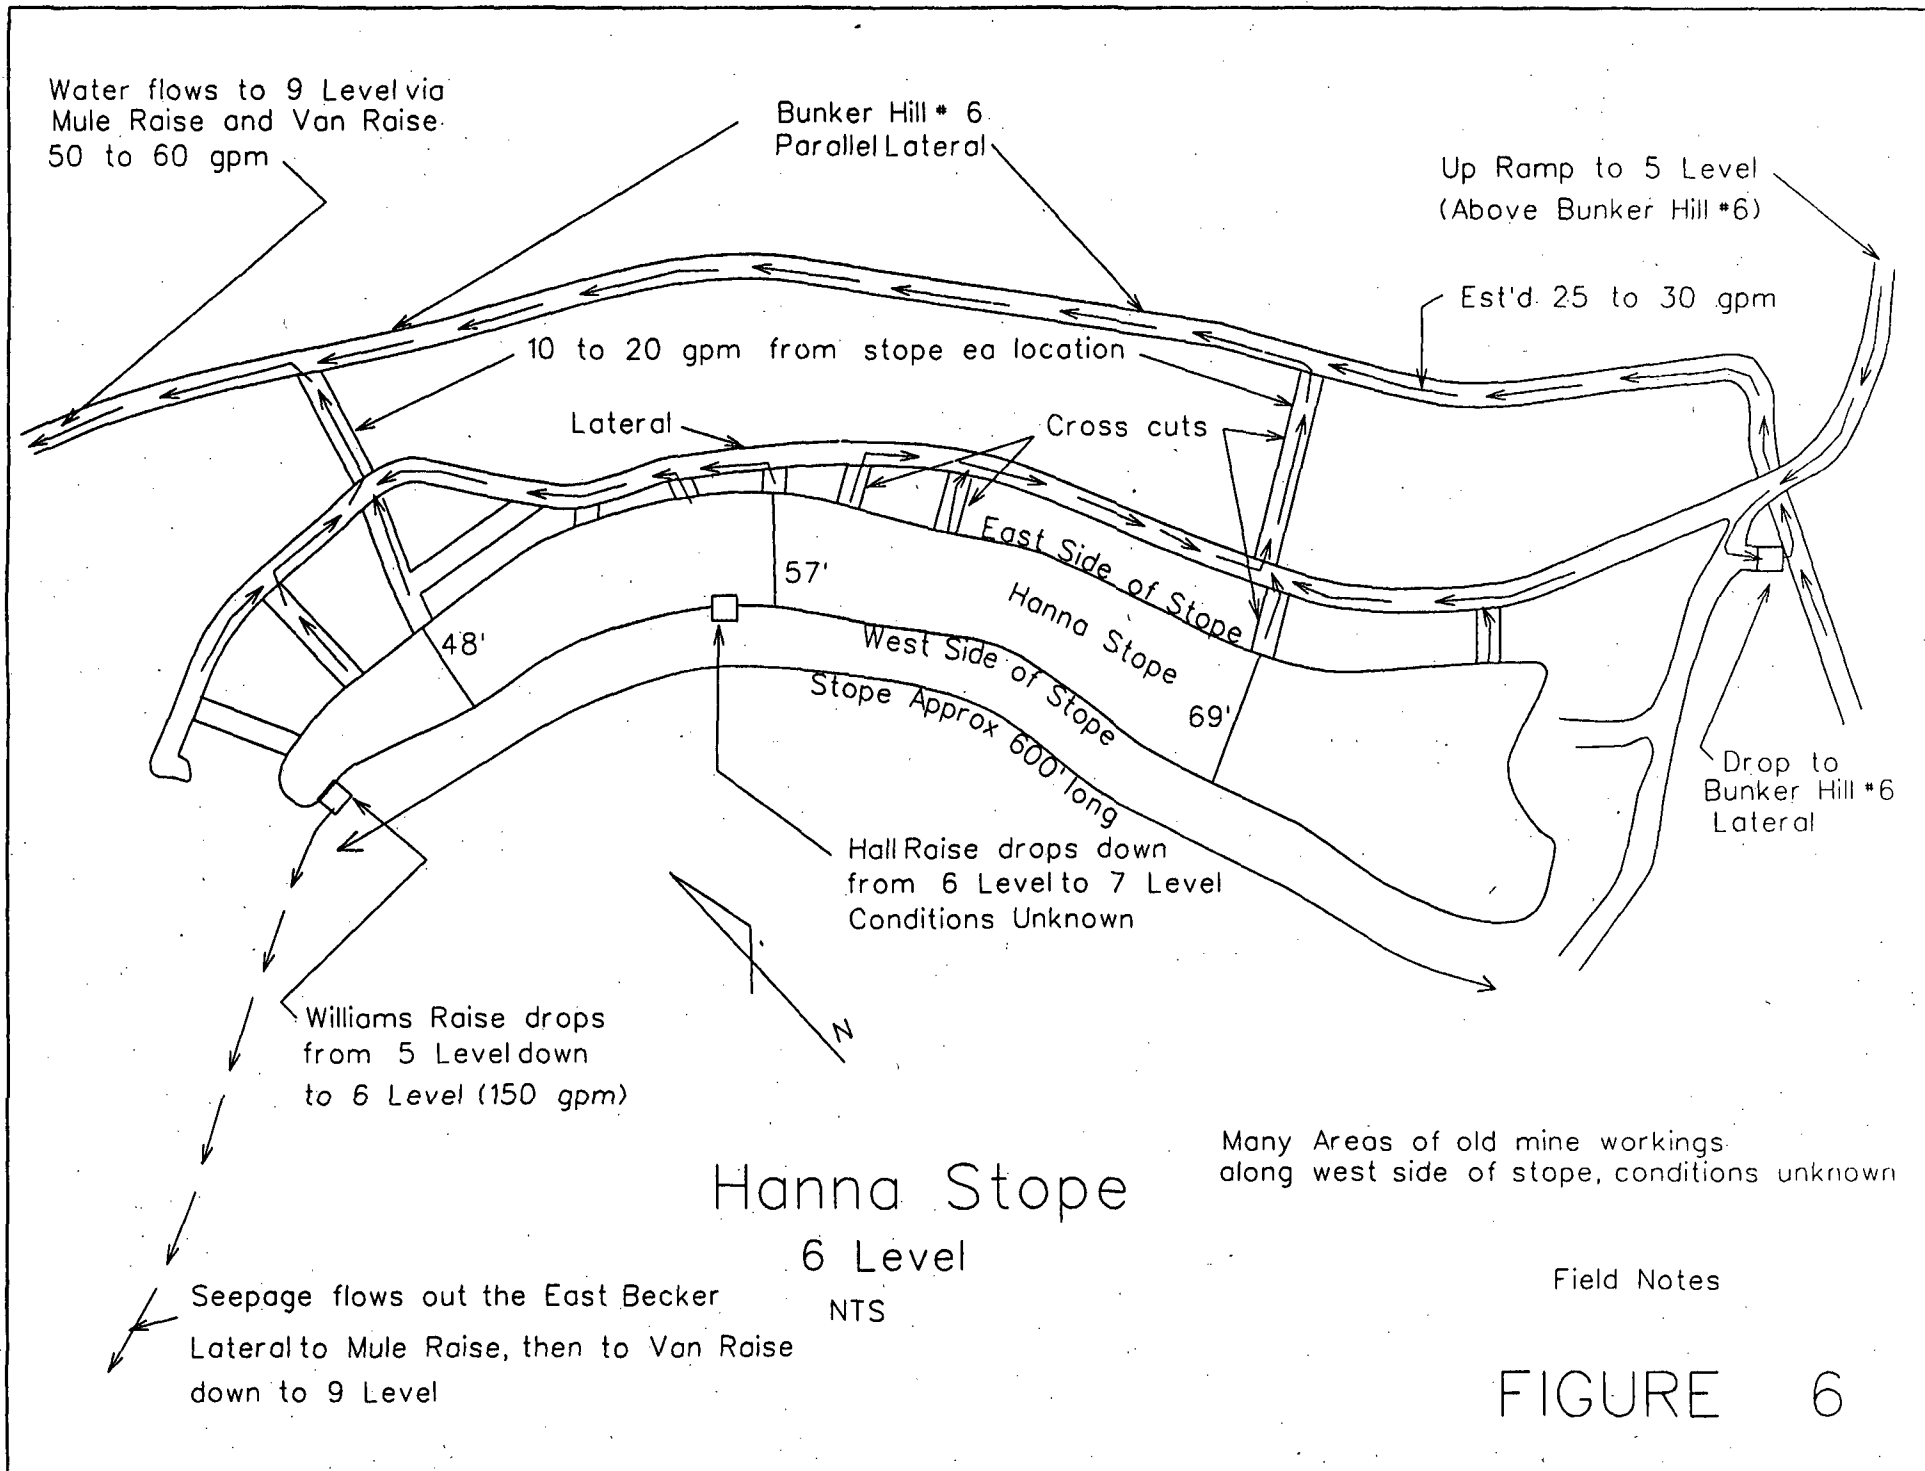 Water flows to 9 Level via
Mule Raise and Van Raise
50 to 60 gpm
Bunker Hill # 6
Parallel Lateral
Up Ramp to 5 Level
(Above Bunker Hill #6)
Est'd 25 to 30 gpm
10 to 20 gpm from stope ea location
Lateral
Cross cuts
East Side of Stope
57'
Hanna Stope
48'
West Side of Stope
Stope Approx 600' long
69'
Drop to
Bunker Hill #6
Lateral
Hall Raise drops down
from 6 Level to 7 Level
Conditions Unknown
N
Williams Raise drops
from 5 Level down
to 6 Level (150 gpm)
Many Areas of old mine workings
along west side of stope, conditions unknown
Hanna Stope
6 Level
NTS
Field Notes
Seepage flows out the East Becker
Lateral to Mule Raise, then to Van Raise
down to 9 Level
FIGURE 6